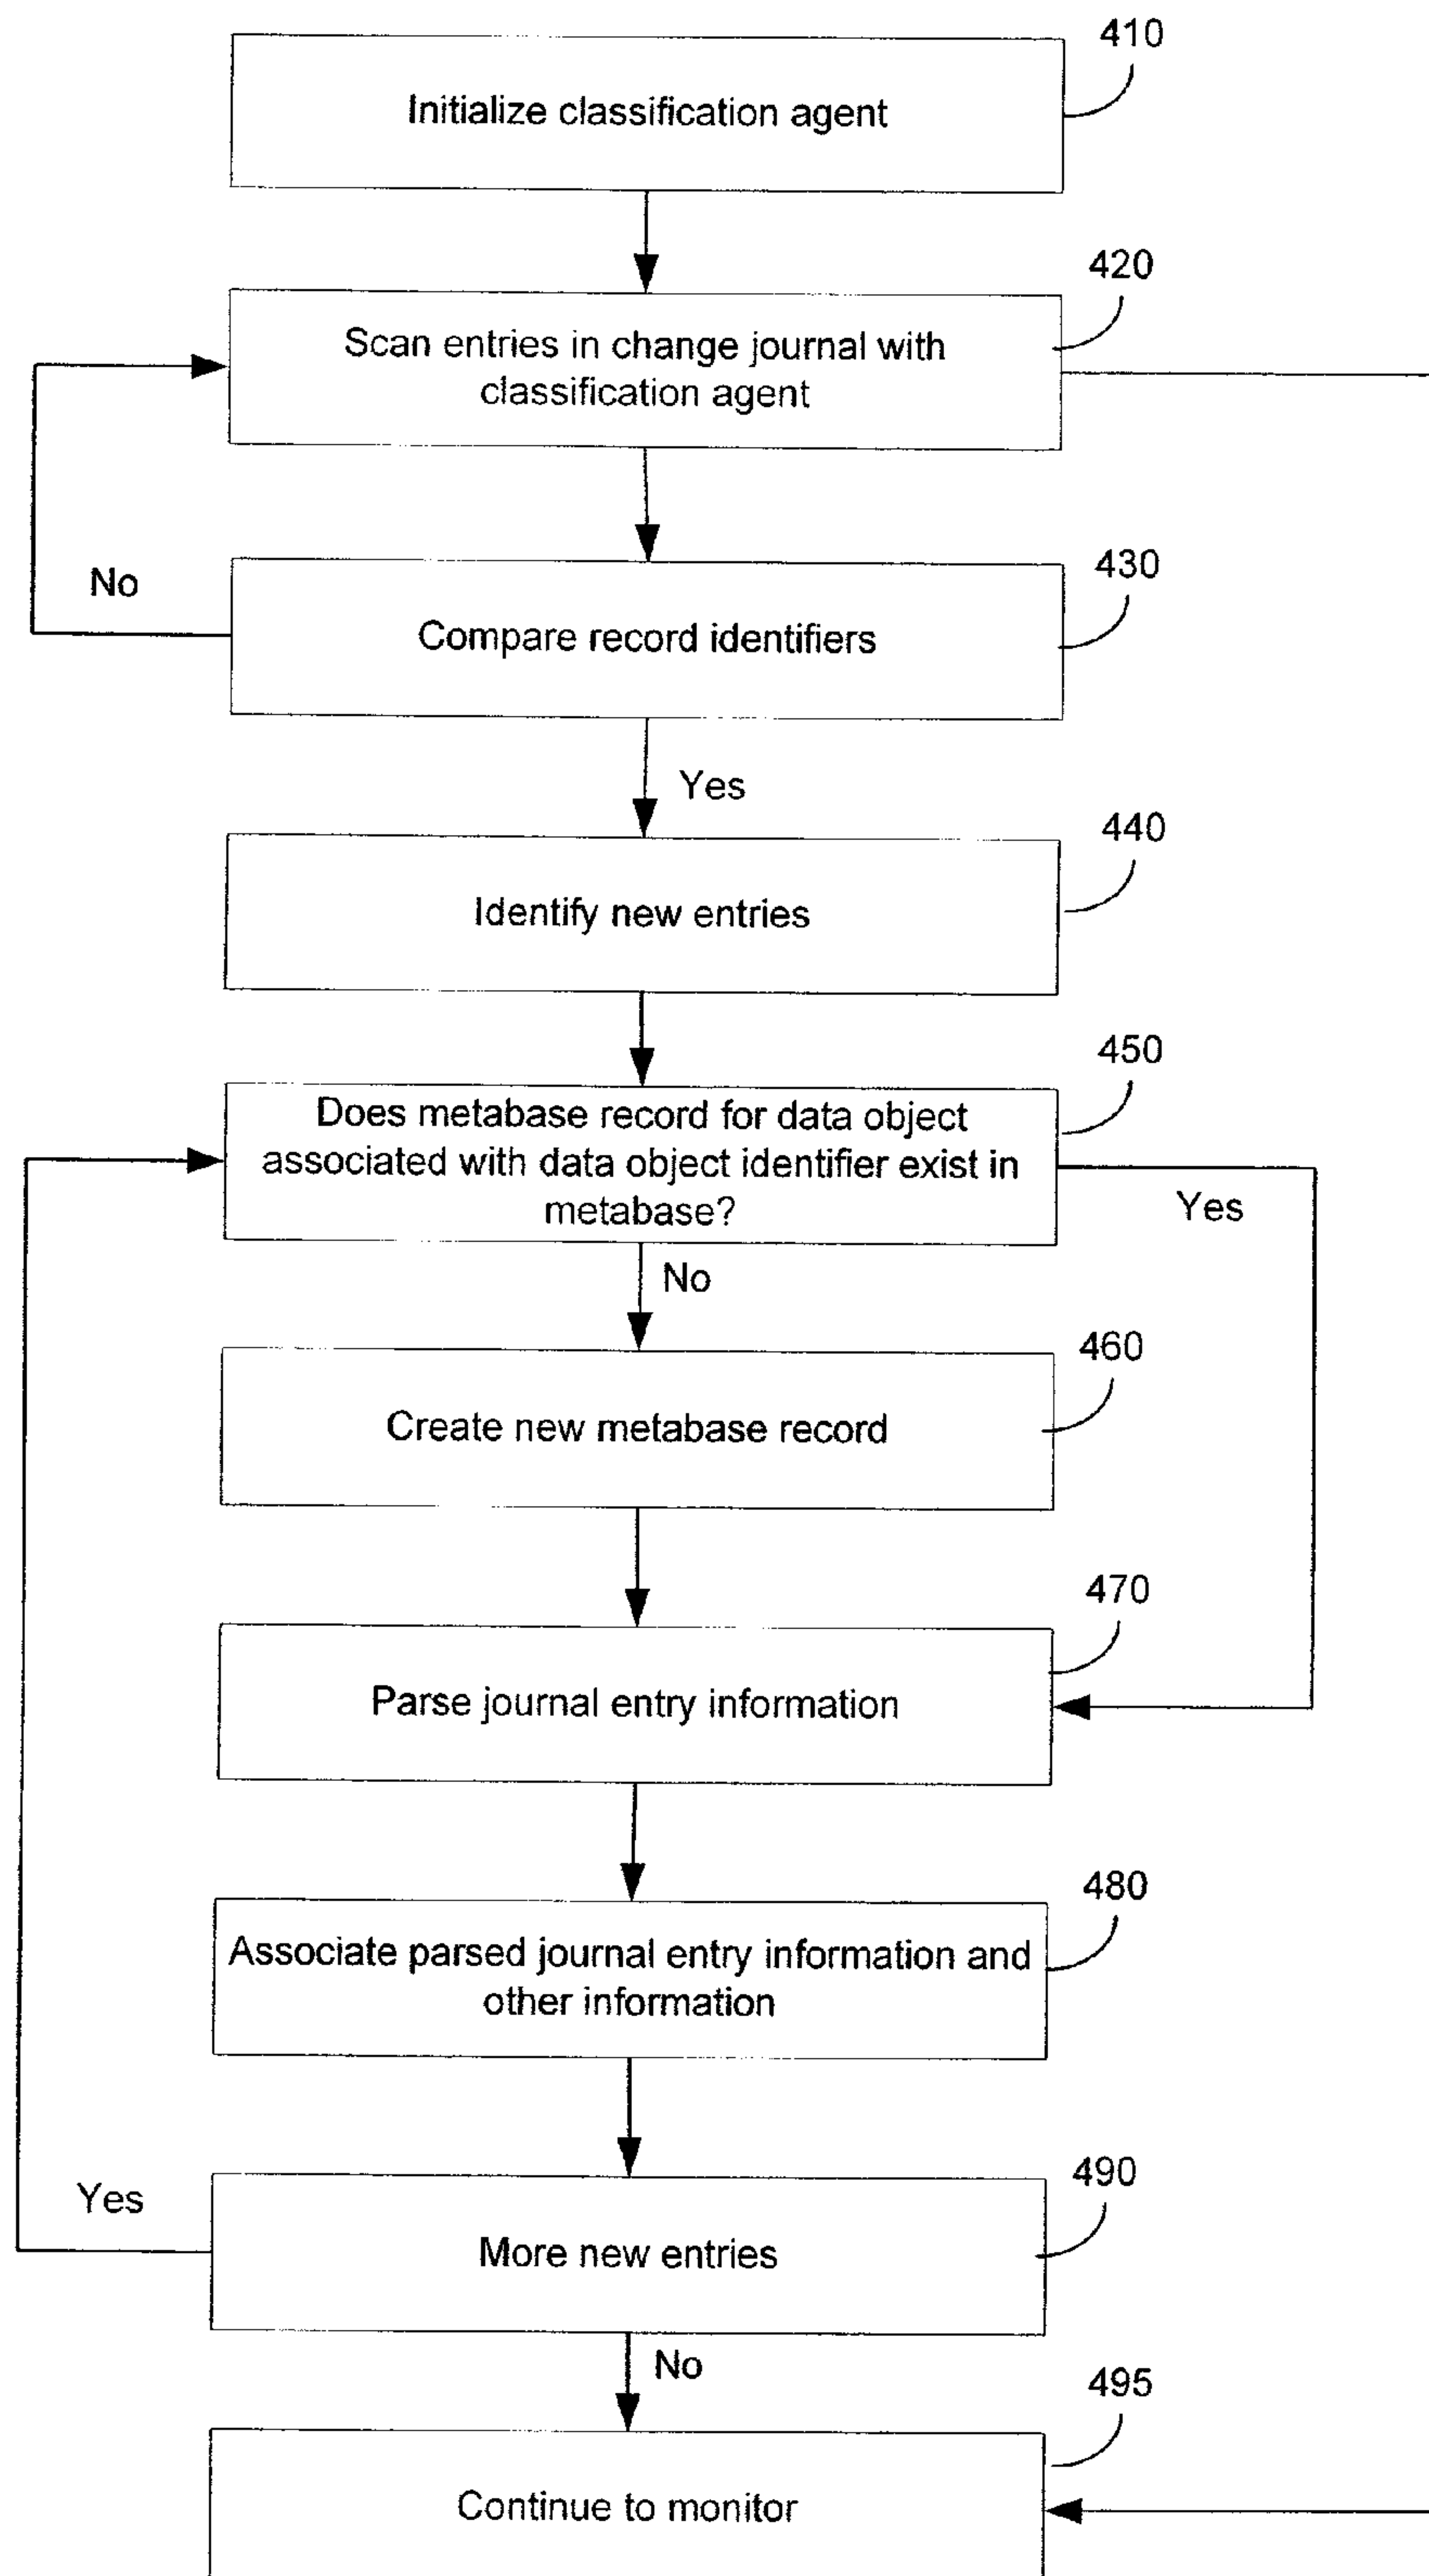 410
Initialize classification agent
420
Scan entries in change journal with
classification agent
430
No
Compare record identifiers
Yes
440
Identify new entries
450
Does metabase record for data object
associated with data object identifier exist in
metabase?
Yes
No
460
Create new metabase record
470
Parse journal entry information
480
Associate parsed journal entry information and
other information
490
Yes
More new entries
No
495
Continue to monitor